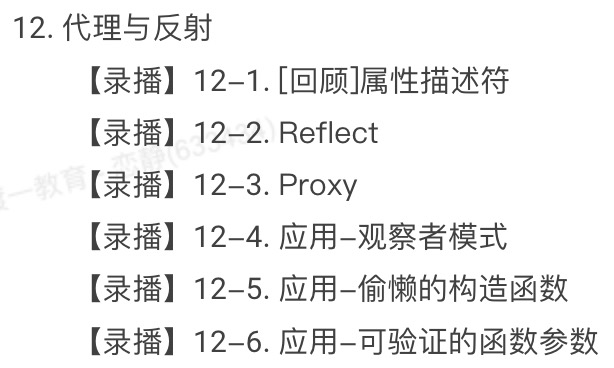 12. 代理与反射
【录播】12-1. [回顾]属性描述符
【录播】12-2. Reflect
【录播】12-3. Proxy
【录播】12-4. 应用-观察者模式
【录播】12-5. 应用-偷懒的构造函数
【录播】12-6. 应用-可验证的函数参数